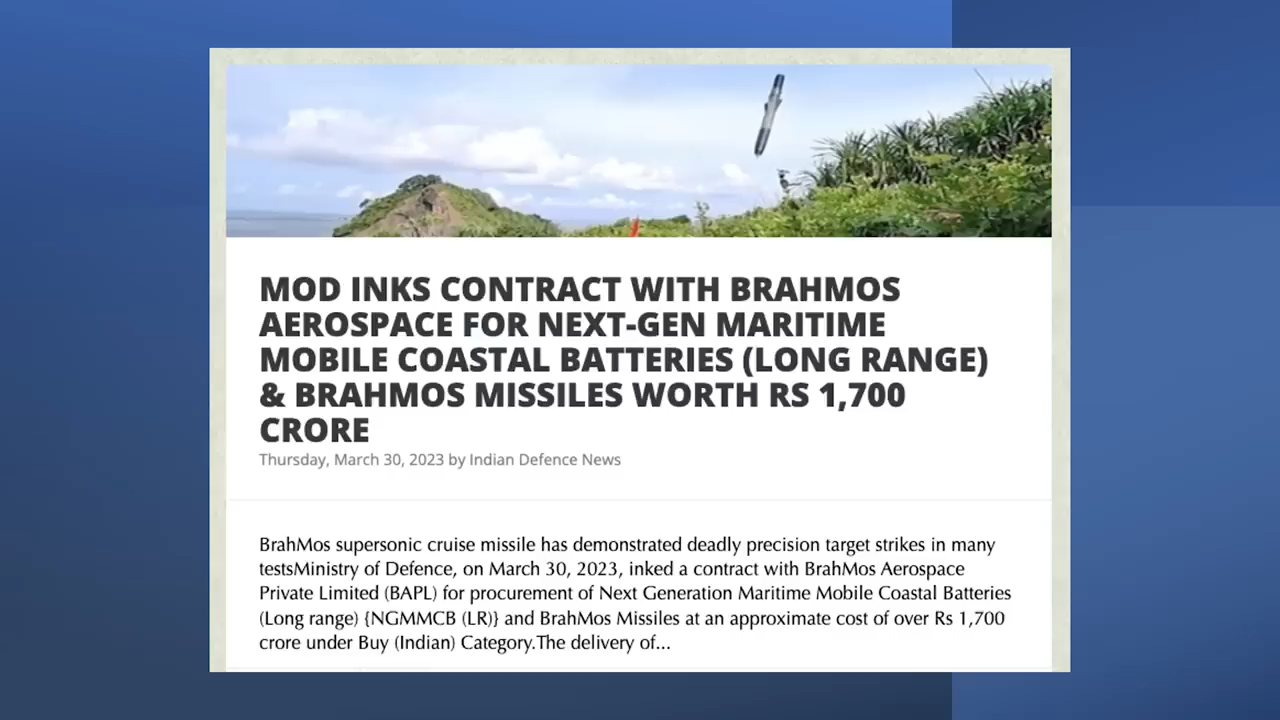 MOD INKS CONTRACT WITH BRAHMOS
AEROSPACE FOR NEXT-GEN MARITIME
MOBILE COASTAL BATTERIES (LONG RANGE)
& BRAHMOS MISSILES WORTH RS 1,700
CRORE
Thursday, March 30, 2023 by Indian Defence News
BrahMos supersonic cruise missile has demonstrated deadly precision target strikes in many
testsMinistry of Defence, on March 30, 2023, inked a contract with BrahMos Aerospace
Private Limited (BAPL) for procurement of Next Generation Maritime Mobile Coastal Batteries
(Long range) {NGMMCB (LR)} and BrahMos Missiles at an approximate cost of over Rs 1,700
crore under Buy (Indian) Category.The delivery of...